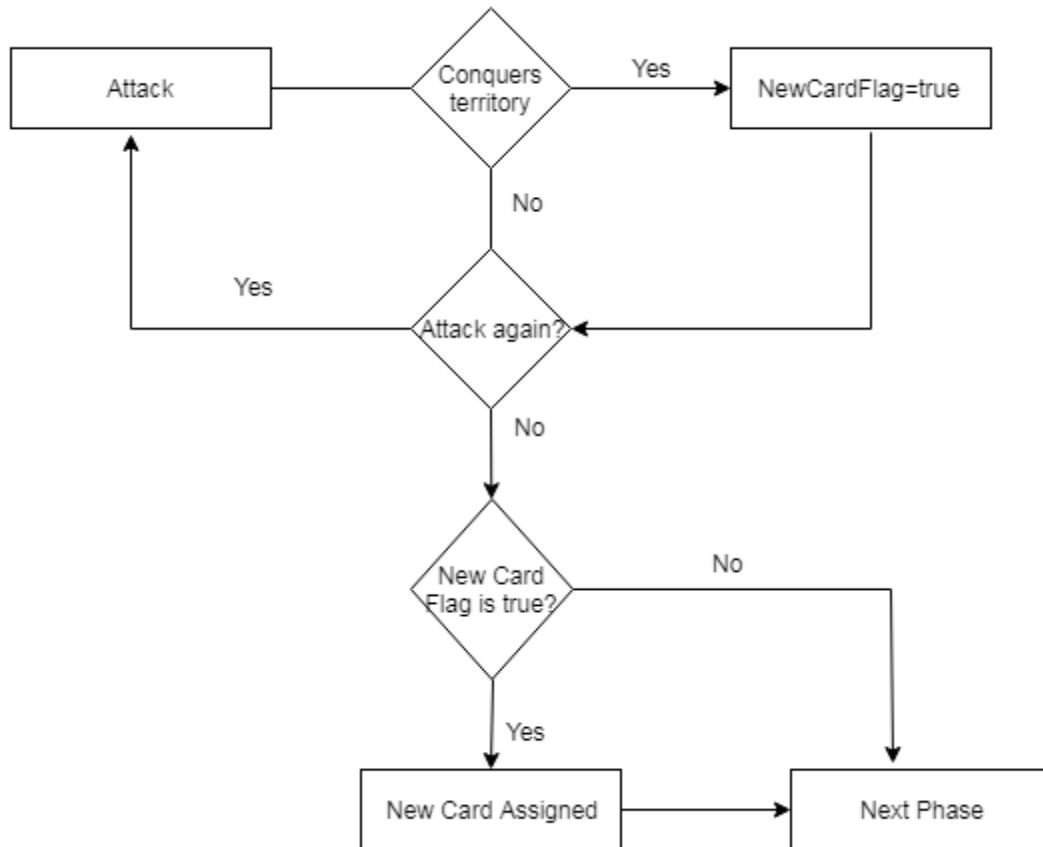 Attack
Conquers
territory
Yes
NewCardFlag=true
No
Yes
Attack again?
No
New Card
Flag is true?
No
Yes
New Card Assigned
Next Phase